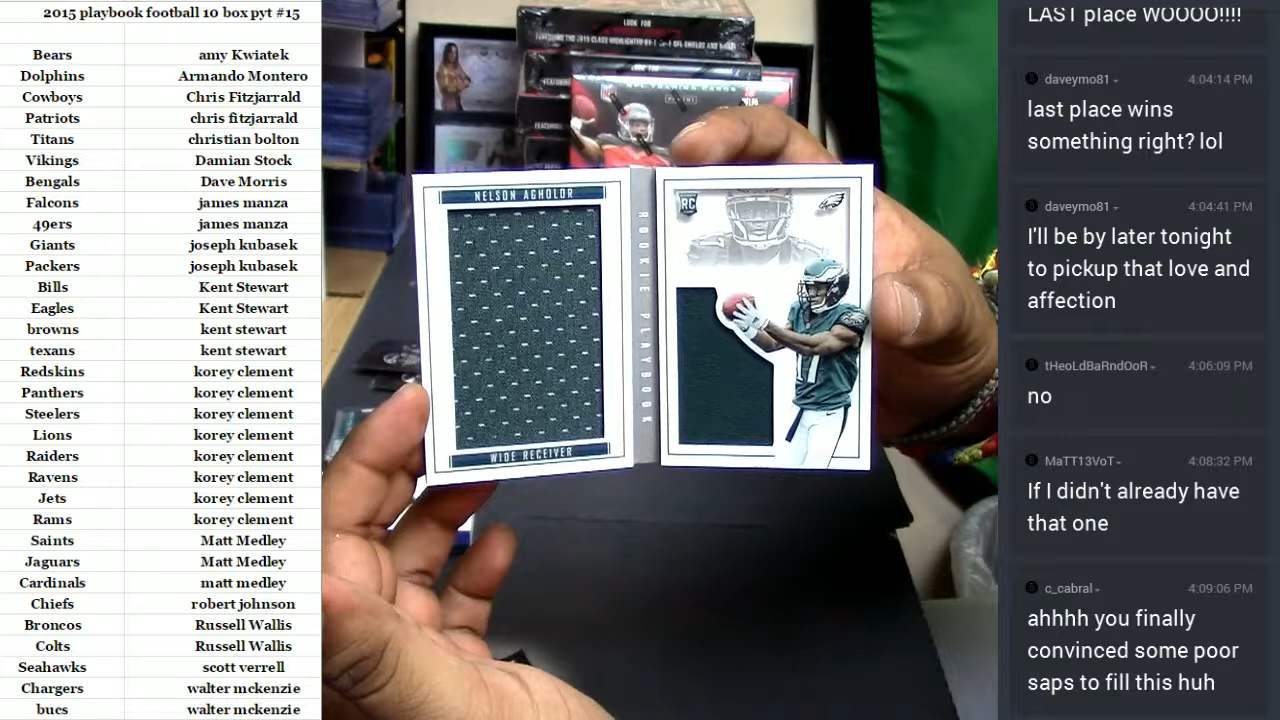 2015 playbook football 10 box pyt #15
Bears amy Kwiatek
Dolphins Armando Montero
Cowboys Chris Fitzjarrald
Patriots chris fitzjarrald
Titans christian bolton
Vikings Damian Stock
Bengals Dave Morris
Falcons james manza
49ers james manza
Giants joseph kubasek
Packers joseph kubasek
Bills Kent Stewart
Eagles Kent Stewart
browns kent stewart
texans kent stewart
Redskins korey clement
Panthers korey clement
Steelers korey clement
Lions korey clement
Raiders korey clement
Ravens korey clement
Jets korey clement
Rams korey clement
Saints Matt Medley
Jaguars Matt Medley
Cardinals matt medley
Chiefs robert johnson
Broncos Russell Wallis
Colts Russell Wallis
Seahawks scott verrell
Chargers walter mckenzie
bucs walter mckenzie
LOOK FOR
LOOK FOR
NFL TRADING CARDS
PANINI
NELSON AGHOLOR
WIDE RECEIVER
ROOKIE PLAYBOOK
RC
17
LAST place WOOOO!!!!
daveymo81 4:04:14 PM
last place wins
something right? lol
daveymo81 4:04:41 PM
I'll be by later tonight
to pickup that love and
affection
tHeoLdBaRndOoR 4:06:09 PM
no
MaTT13VoT 4:08:32 PM
If I didn't already have
that one
c_cabral 4:09:06 PM
ahhhh you finally
convinced some poor
saps to fill this huh